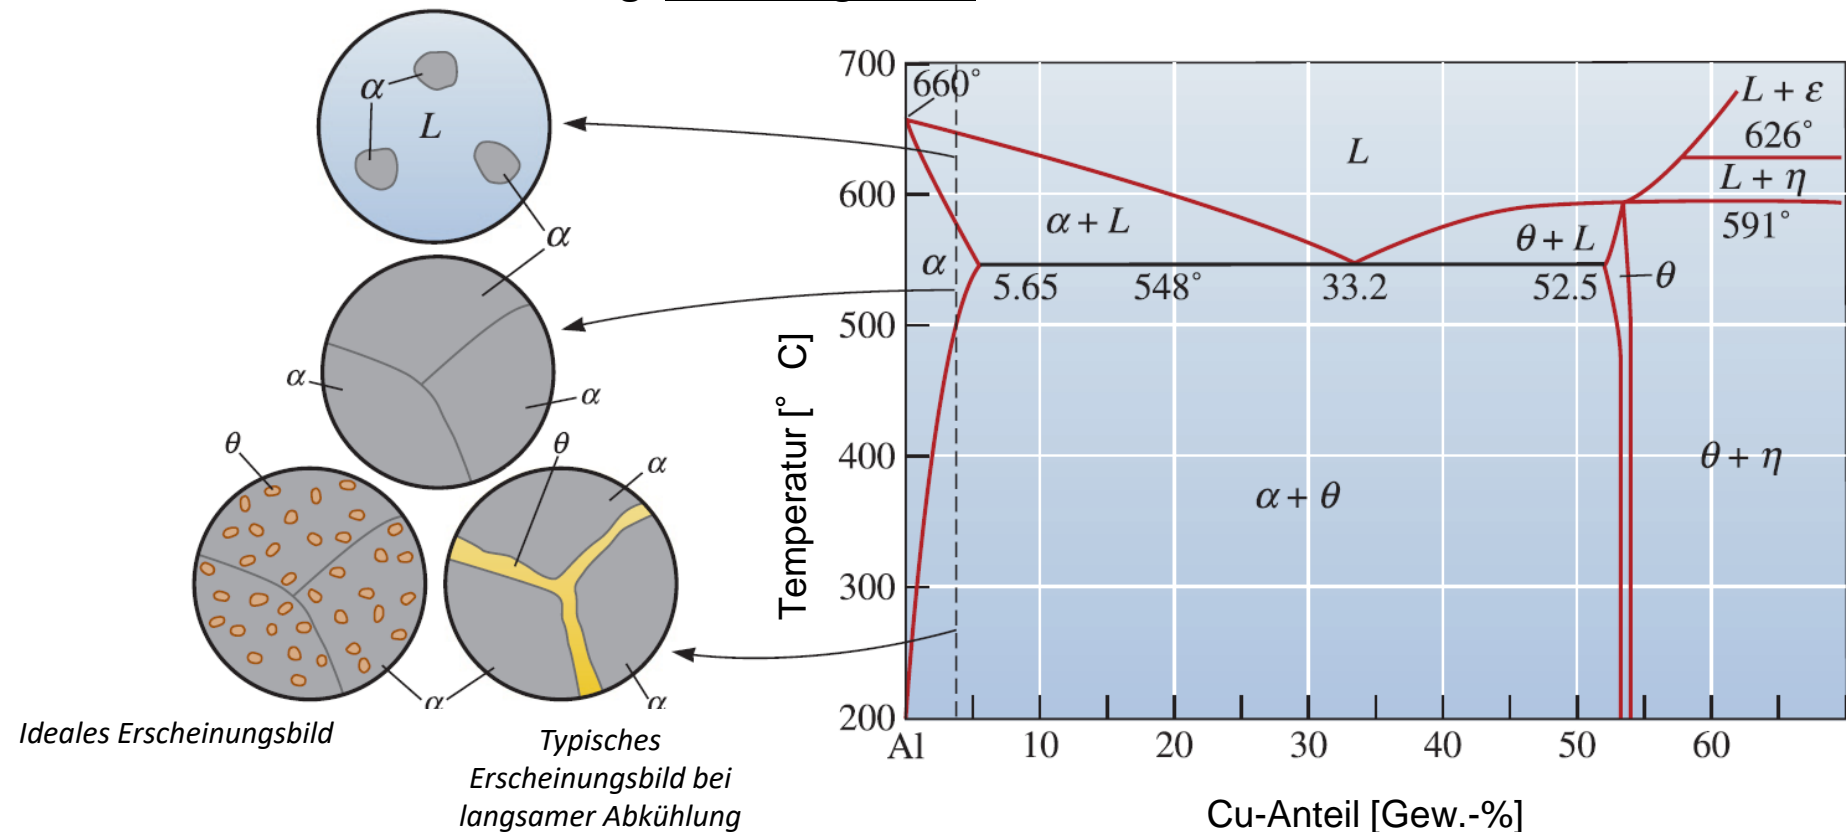 α
L
α
α
α
θ
θ
α
α
α
Ideales Erscheinungsbild
Typisches
Erscheinungsbild bei
langsamer Abkühlung
Temperatur [° C]
700
600
500
400
300
200
660°
L
L + ε
626°
L + η
591°
α + L
θ + L
α
θ
5.65
548°
33.2
52.5
α + θ
θ + η
Al
10
20
30
40
50
60
Cu-Anteil [Gew.-%]